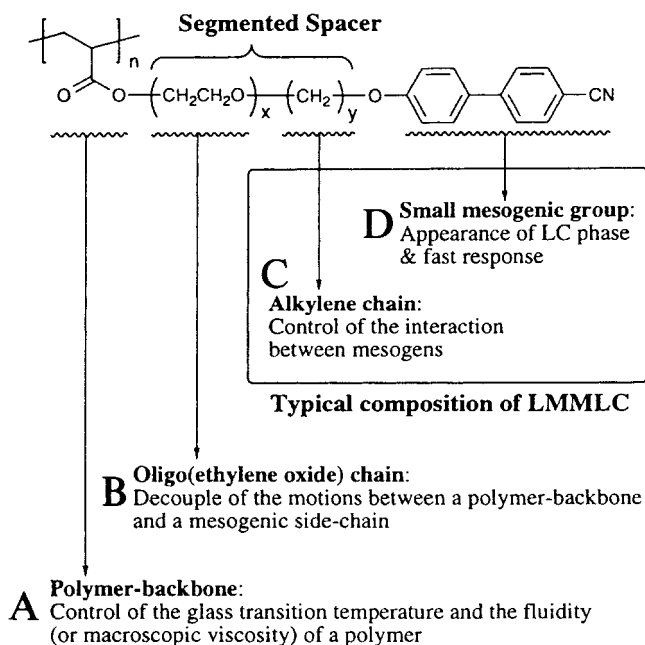 Segmented Spacer
n
O
O
(CH₂CH₂O)
x
(CH₂)
y
O
CN
D Small mesogenic group:
Appearance of LC phase
& fast response
C
Alkylene chain:
Control of the interaction
between mesogens
Typical composition of LMMLC
B Oligo(ethylene oxide) chain:
Decouple of the motions between a polymer-backbone
and a mesogenic side-chain
A Polymer-backbone:
Control of the glass transition temperature and the fluidity
(or macroscopic viscosity) of a polymer